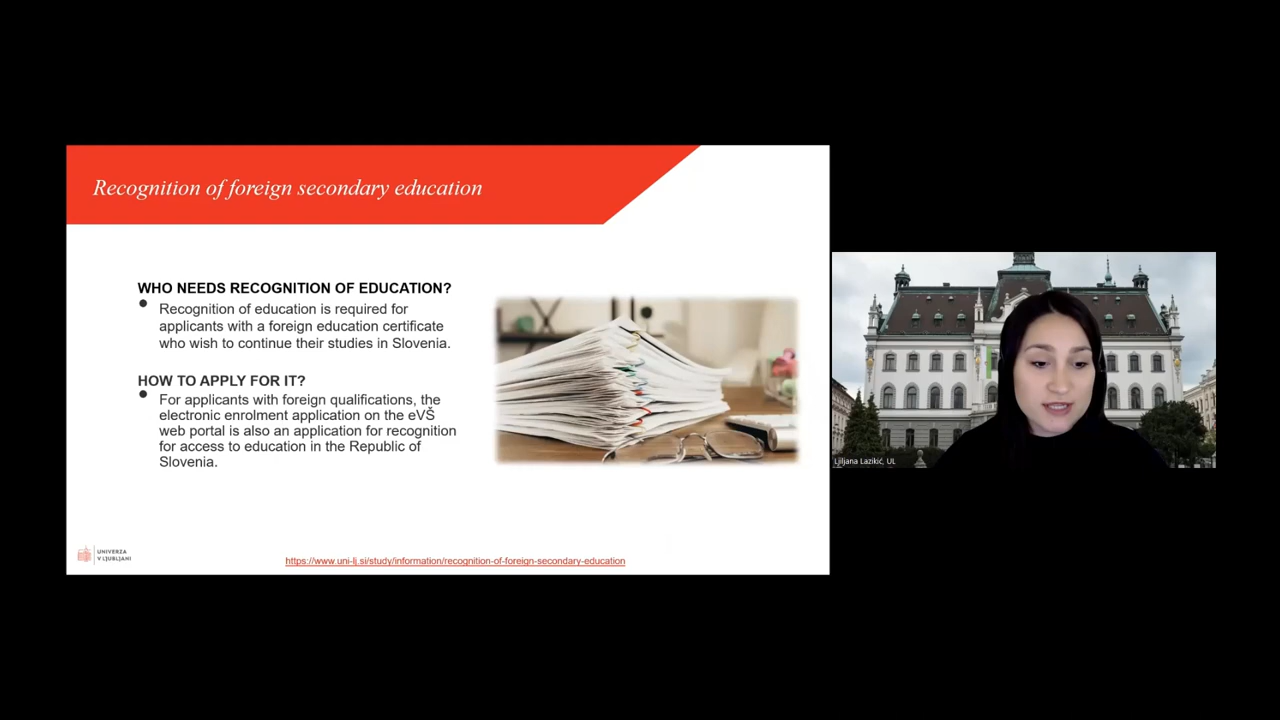 Recognition of foreign secondary education
WHO NEEDS RECOGNITION OF EDUCATION?
• Recognition of education is required for
applicants with a foreign education certificate
who wish to continue their studies in Slovenia.
HOW TO APPLY FOR IT?
• For applicants with foreign qualifications, the
electronic enrolment application on the eVŠ
web portal is also an application for recognition
for access to education in the Republic of
Slovenia.
UNIVERZA
V LJUBLJANI
https://www.uni-lj.si/study/information/recognition-of-foreign-secondary-education
Ljiljana Lazikić, UL